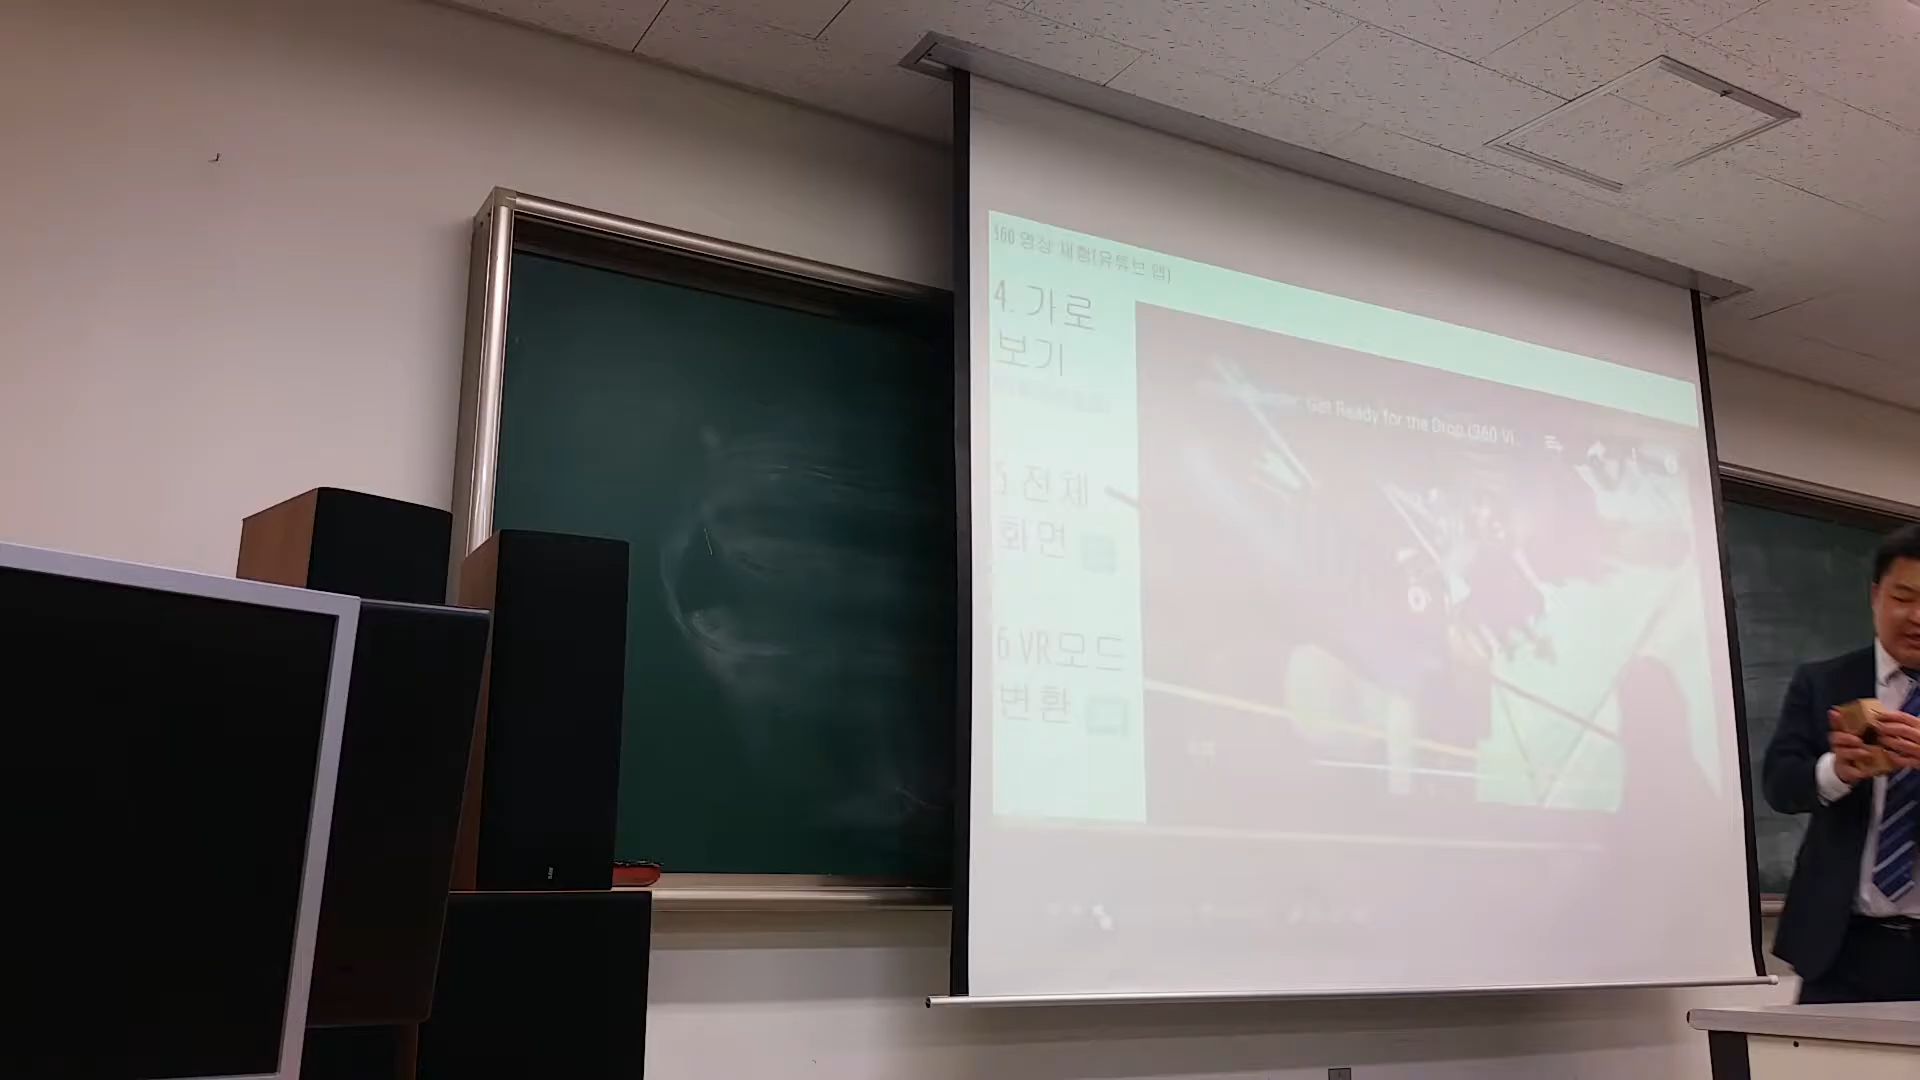 360 영상 체험(유튜브 앱)
4. 가로
보기
Get Ready for the Drop (360 Vi...
5. 전체
화면
6. VR모드
변환